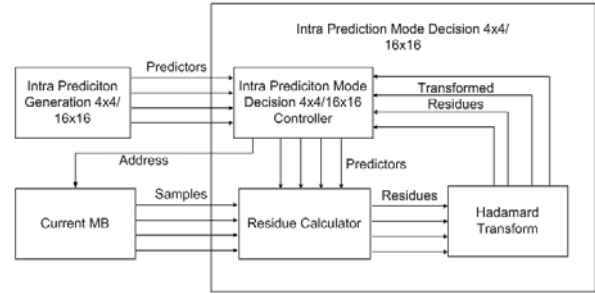 Intra Prediction Mode Decision 4x4/
16x16
Predictors
Intra Prediciton
Generation 4x4/
16x16
Intra Prediciton Mode
Decision 4x4/16x16
Controller
Transformed
Residues
Address
Predictors
Samples
Residues
Current MB
Residue Calculator
Hadamard
Transform